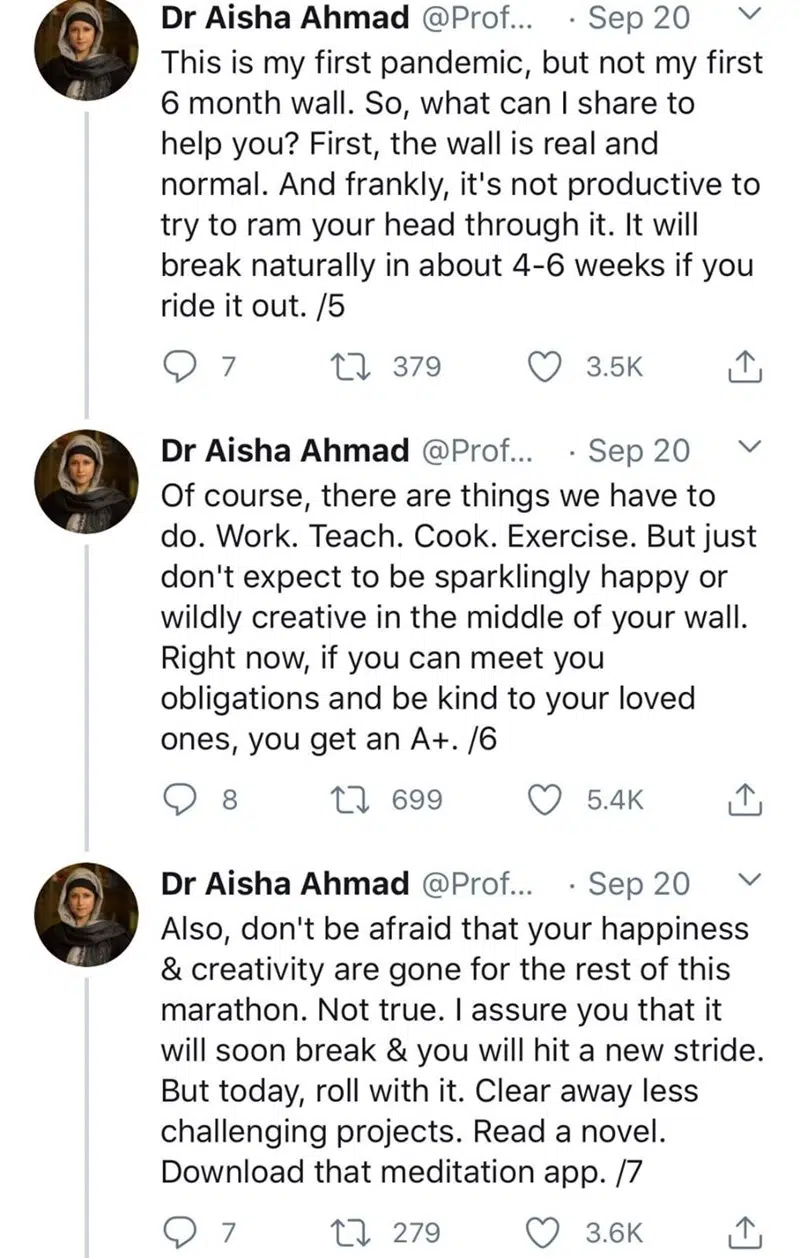 Dr Aisha Ahmad @Prof... · Sep 20
This is my first pandemic, but not my first
6 month wall. So, what can I share to
help you? First, the wall is real and
normal. And frankly, it's not productive to
try to ram your head through it. It will
break naturally in about 4-6 weeks if you
ride it out. /5
7 379 3.5K
Dr Aisha Ahmad @Prof... · Sep 20
Of course, there are things we have to
do. Work. Teach. Cook. Exercise. But just
don't expect to be sparklingly happy or
wildly creative in the middle of your wall.
Right now, if you can meet you
obligations and be kind to your loved
ones, you get an A+. /6
8 699 5.4K
Dr Aisha Ahmad @Prof... · Sep 20
Also, don't be afraid that your happiness
& creativity are gone for the rest of this
marathon. Not true. I assure you that it
will soon break & you will hit a new stride.
But today, roll with it. Clear away less
challenging projects. Read a novel.
Download that meditation app. /7
7 279 3.6K